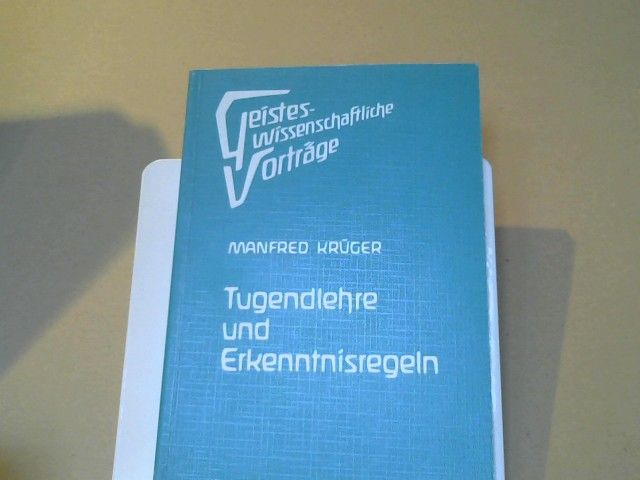 Geistes-
wissenschaftliche
Vorträge
MANFRED KRÜGER
Tugendlehre
und
Erkenntnisregeln